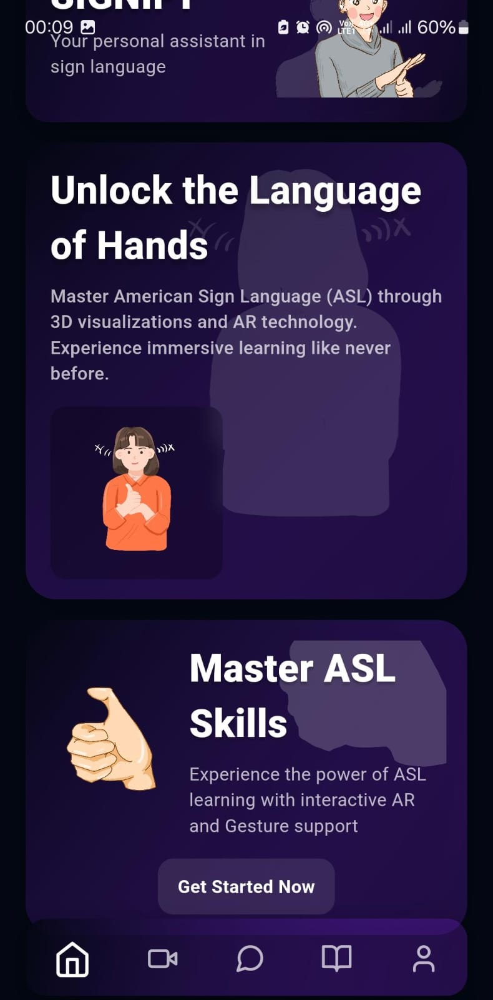 SIGNIFY
00:09
60%
Your personal assistant in
sign language
Unlock the Language
of Hands
Master American Sign Language (ASL) through
3D visualizations and AR technology.
Experience immersive learning like never
before.
Master ASL
Skills
Experience the power of ASL
learning with interactive AR
and Gesture support
Get Started Now